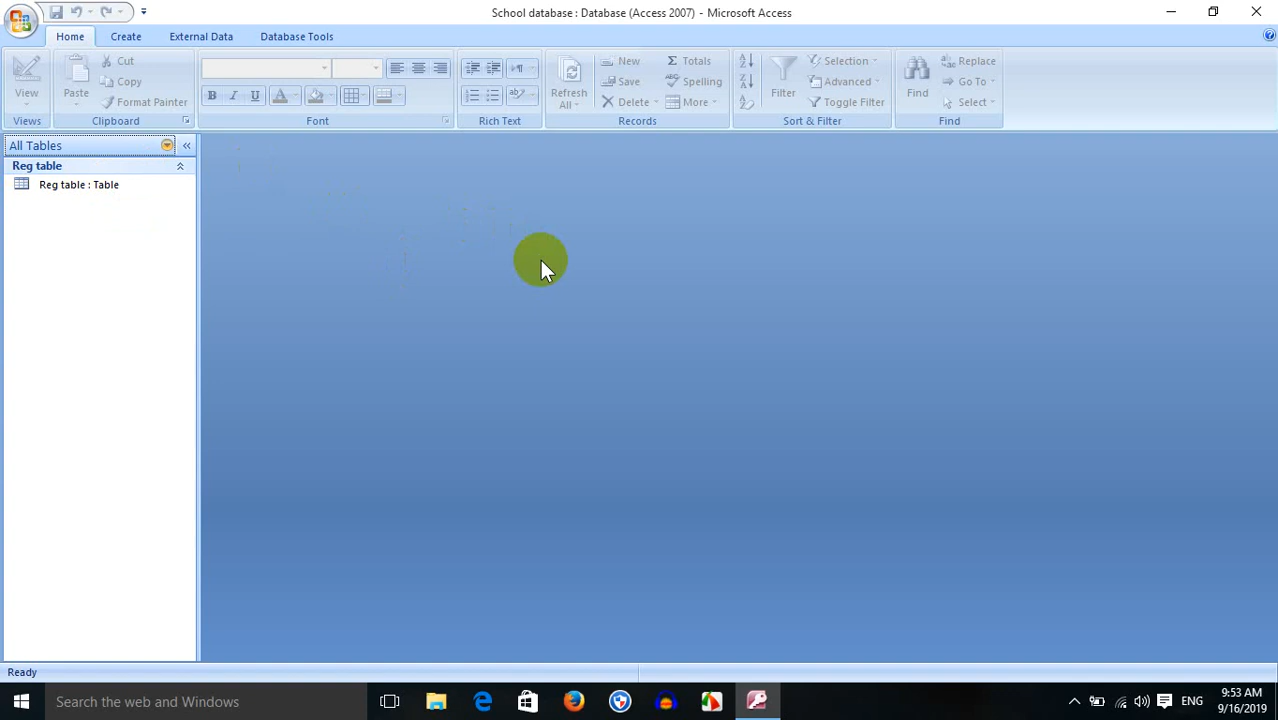 School database : Database (Access 2007) - Microsoft Access
Home Create External Data Database Tools
View
Views
Paste
Cut
Copy
Format Painter
Clipboard
B I U A
Font
Rich Text
Refresh All
New
Save
Delete
Totals
Spelling
More
Records
Filter
Selection
Advanced
Toggle Filter
Sort & Filter
Find
Replace
Go To
Select
Find
All Tables
Reg table
Reg table : Table
Ready
Search the web and Windows
ENG
9:53 AM
9/16/2019